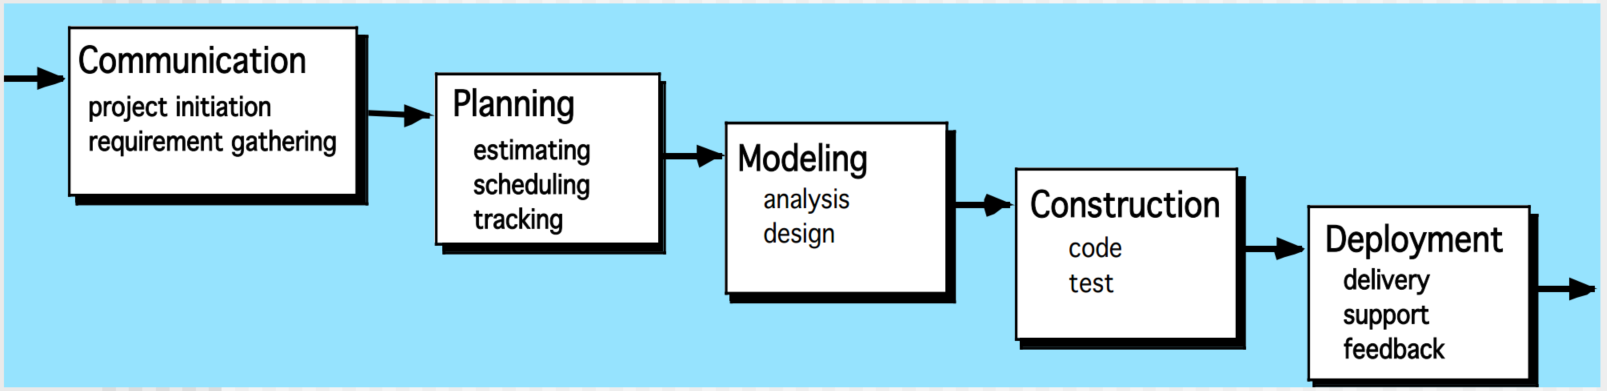 Communication
project initiation
requirement gathering
Planning
estimating
scheduling
tracking
Modeling
analysis
design
Construction
code
test
Deployment
delivery
support
feedback